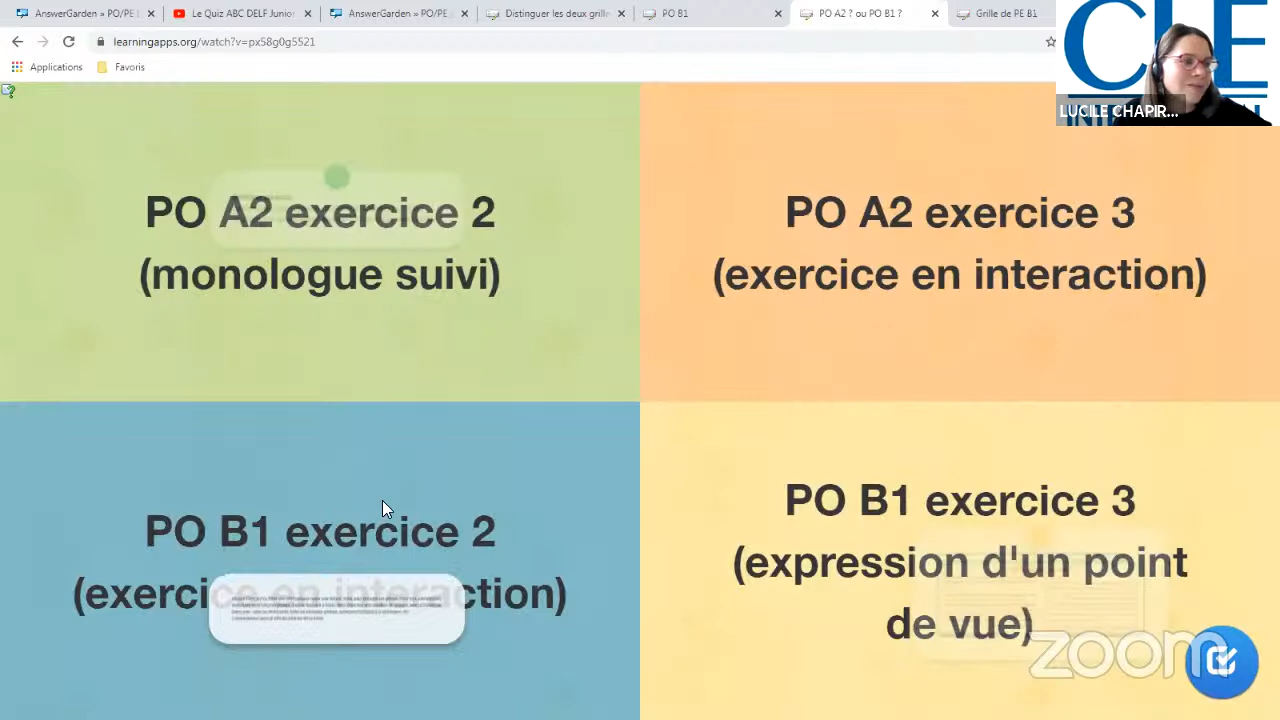 AnswerGarden » PO/PE
Le Quiz ABC DELF Junior
AnswerGarden » PO/PE
Distinguer les deux grille
PO B1
PO A2 ? ou PO B1 ?
Grille de PE B1
learningapps.org/watch?v=px58g0g5521
Applications
Favoris
LUCILE CHAPIR...
PO A2 exercice 2
(monologue suivi)
PO A2 exercice 3
(exercice en interaction)
PO B1 exercice 2
(exercice en interaction)
PO B1 exercice 3
(expression d'un point
de vue)
zoom